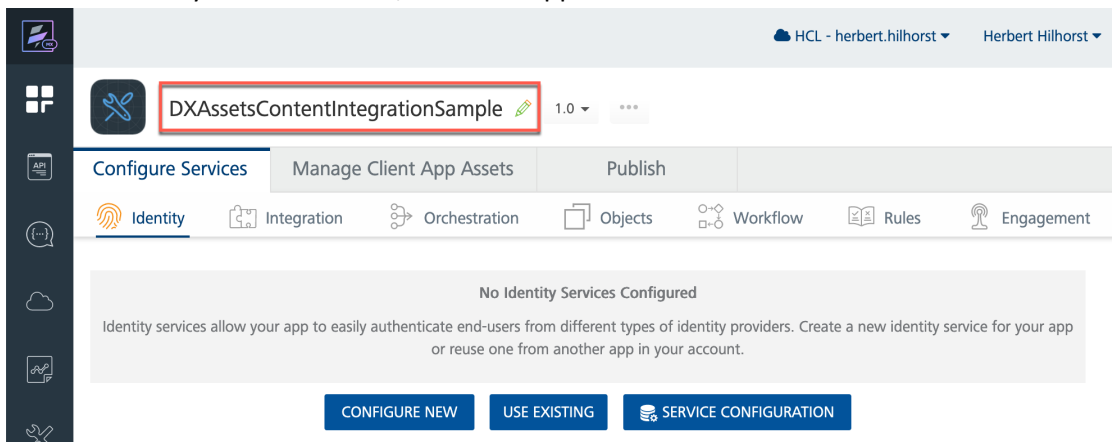 MX
HCL - herbert.hilhorst Herbert Hilhorst
DXAssetsContentIntegrationSample 1.0
API
Configure Services Manage Client App Assets Publish
Identity Integration Orchestration Objects Workflow Rules Engagement
No Identity Services Configured
Identity services allow your app to easily authenticate end-users from different types of identity providers. Create a new identity service for your app
or reuse one from another app in your account.
CONFIGURE NEW USE EXISTING SERVICE CONFIGURATION